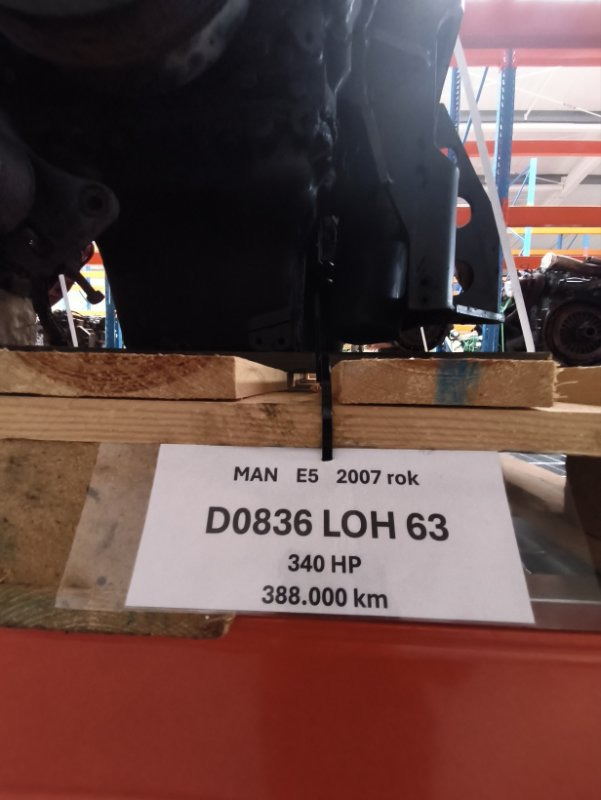 MAN E5 2007 rok
D0836 LOH 63
340 HP
388.000 km